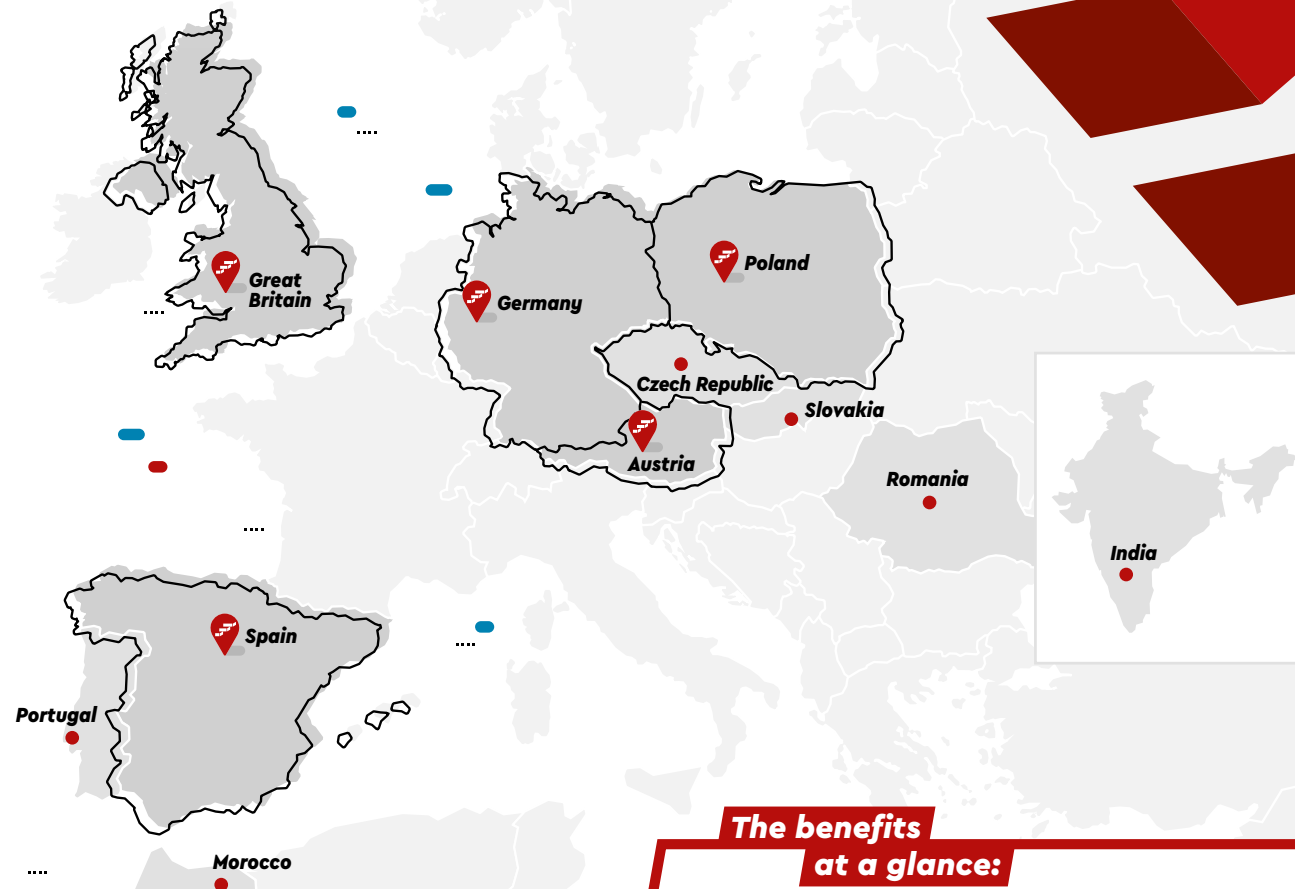 Great
Britain
Poland
Germany
Czech Republic
Slovakia
Austria
Romania
India
Spain
Portugal
Morocco
The benefits
at a glance: